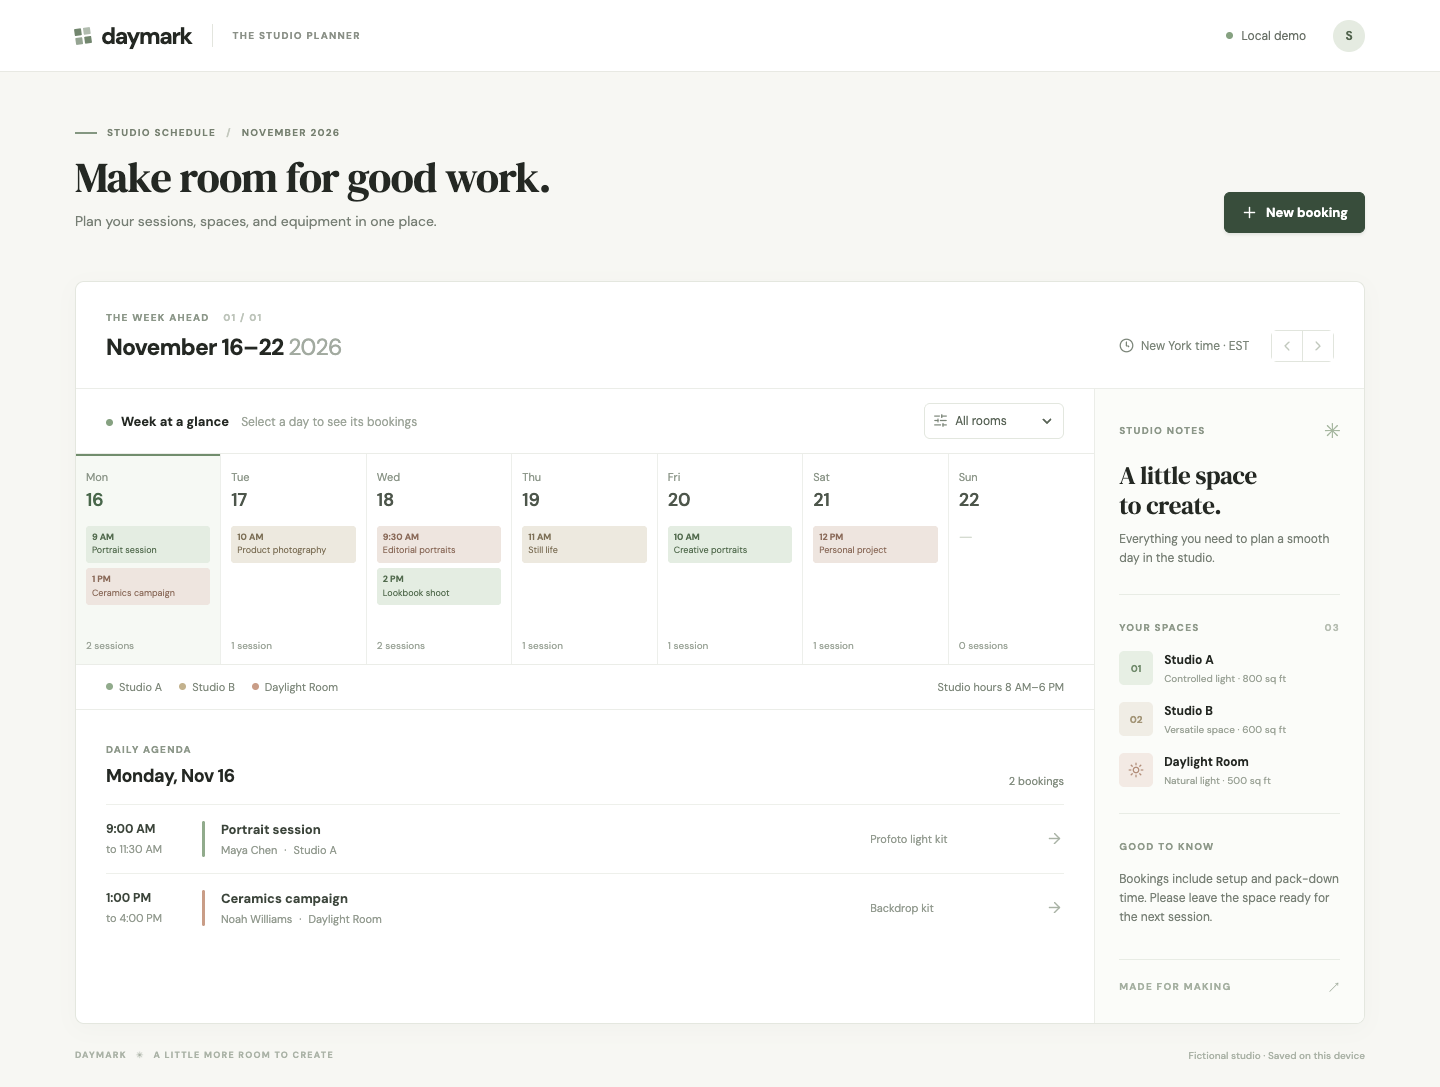 daymark
THE STUDIO PLANNER
Local demo
S
STUDIO SCHEDULE / NOVEMBER 2026
Make room for good work.
Plan your sessions, spaces, and equipment in one place.
New booking
THE WEEK AHEAD 01 / 01
November 16–22 2026
New York time · EST
Week at a glance
Select a day to see its bookings
All rooms
Mon
16
9 AM
Portrait session
1 PM
Ceramics campaign
2 sessions
Tue
17
10 AM
Product photography
1 session
Wed
18
9:30 AM
Editorial portraits
2 PM
Lookbook shoot
2 sessions
Thu
19
11 AM
Still life
1 session
Fri
20
10 AM
Creative portraits
1 session
Sat
21
12 PM
Personal project
1 session
Sun
22
—
0 sessions
Studio A
Studio B
Daylight Room
Studio hours 8 AM–6 PM
DAILY AGENDA
Monday, Nov 16
2 bookings
9:00 AM
to 11:30 AM
Portrait session
Maya Chen · Studio A
Profoto light kit
1:00 PM
to 4:00 PM
Ceramics campaign
Noah Williams · Daylight Room
Backdrop kit
STUDIO NOTES
A little space
to create.
Everything you need to plan a smooth
day in the studio.
YOUR SPACES 03
01
Studio A
Controlled light · 800 sq ft
02
Studio B
Versatile space · 600 sq ft
Daylight Room
Natural light · 500 sq ft
GOOD TO KNOW
Bookings include setup and pack-down
time. Please leave the space ready for
the next session.
MADE FOR MAKING
DAYMARK
A LITTLE MORE ROOM TO CREATE
Fictional studio · Saved on this device